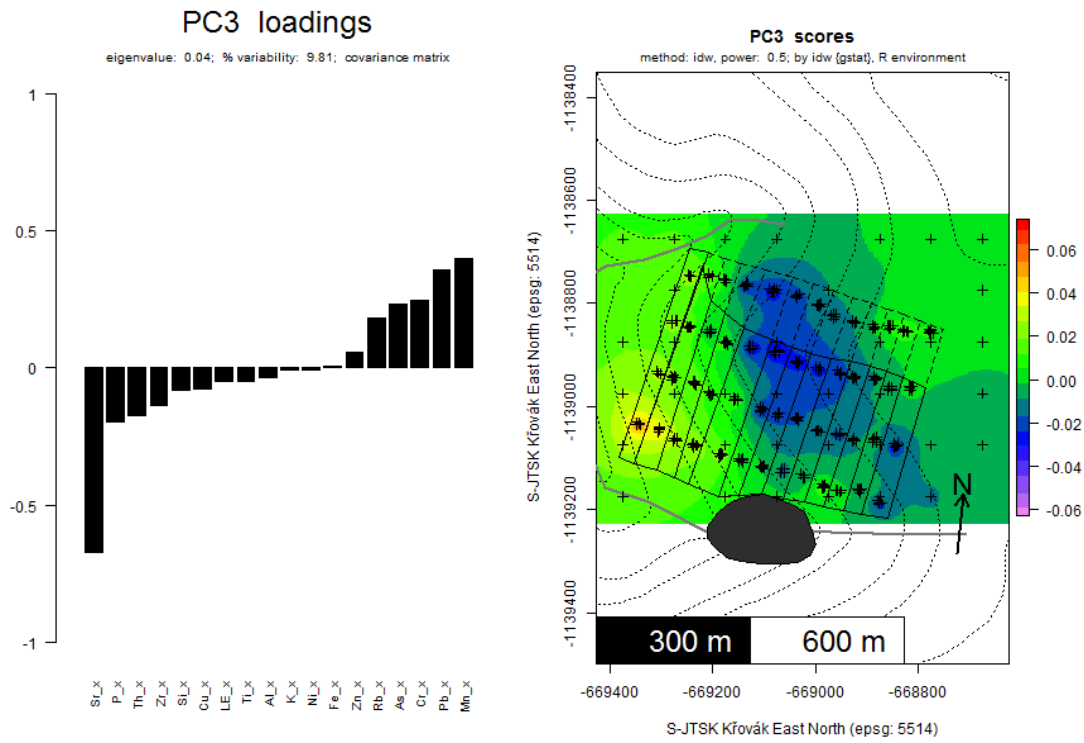 PC3 loadings
eigenvalue: 0.04; % variability: 9.81; covariance matrix
1
0.5
0
-0.5
-1
Sr_x
P_x
Th_x
Zr_x
Si_x
Cu_x
LE_x
Ti_x
Al_x
K_x
Ni_x
Fe_x
Zn_x
Rb_x
As_x
Cr_x
Pb_x
Mn_x
PC3 scores
method: idw, power: 0.5; by idw {gstat}, R environment
S-JTSK Křovák East North (epsg: 5514)
-1138400
-1138600
-1138800
-1139000
-1139200
-1139400
N
300 m
600 m
-669400
-669200
-669000
-668800
S-JTSK Křovák East North (epsg: 5514)
0.06
0.04
0.02
0.00
-0.02
-0.04
-0.06